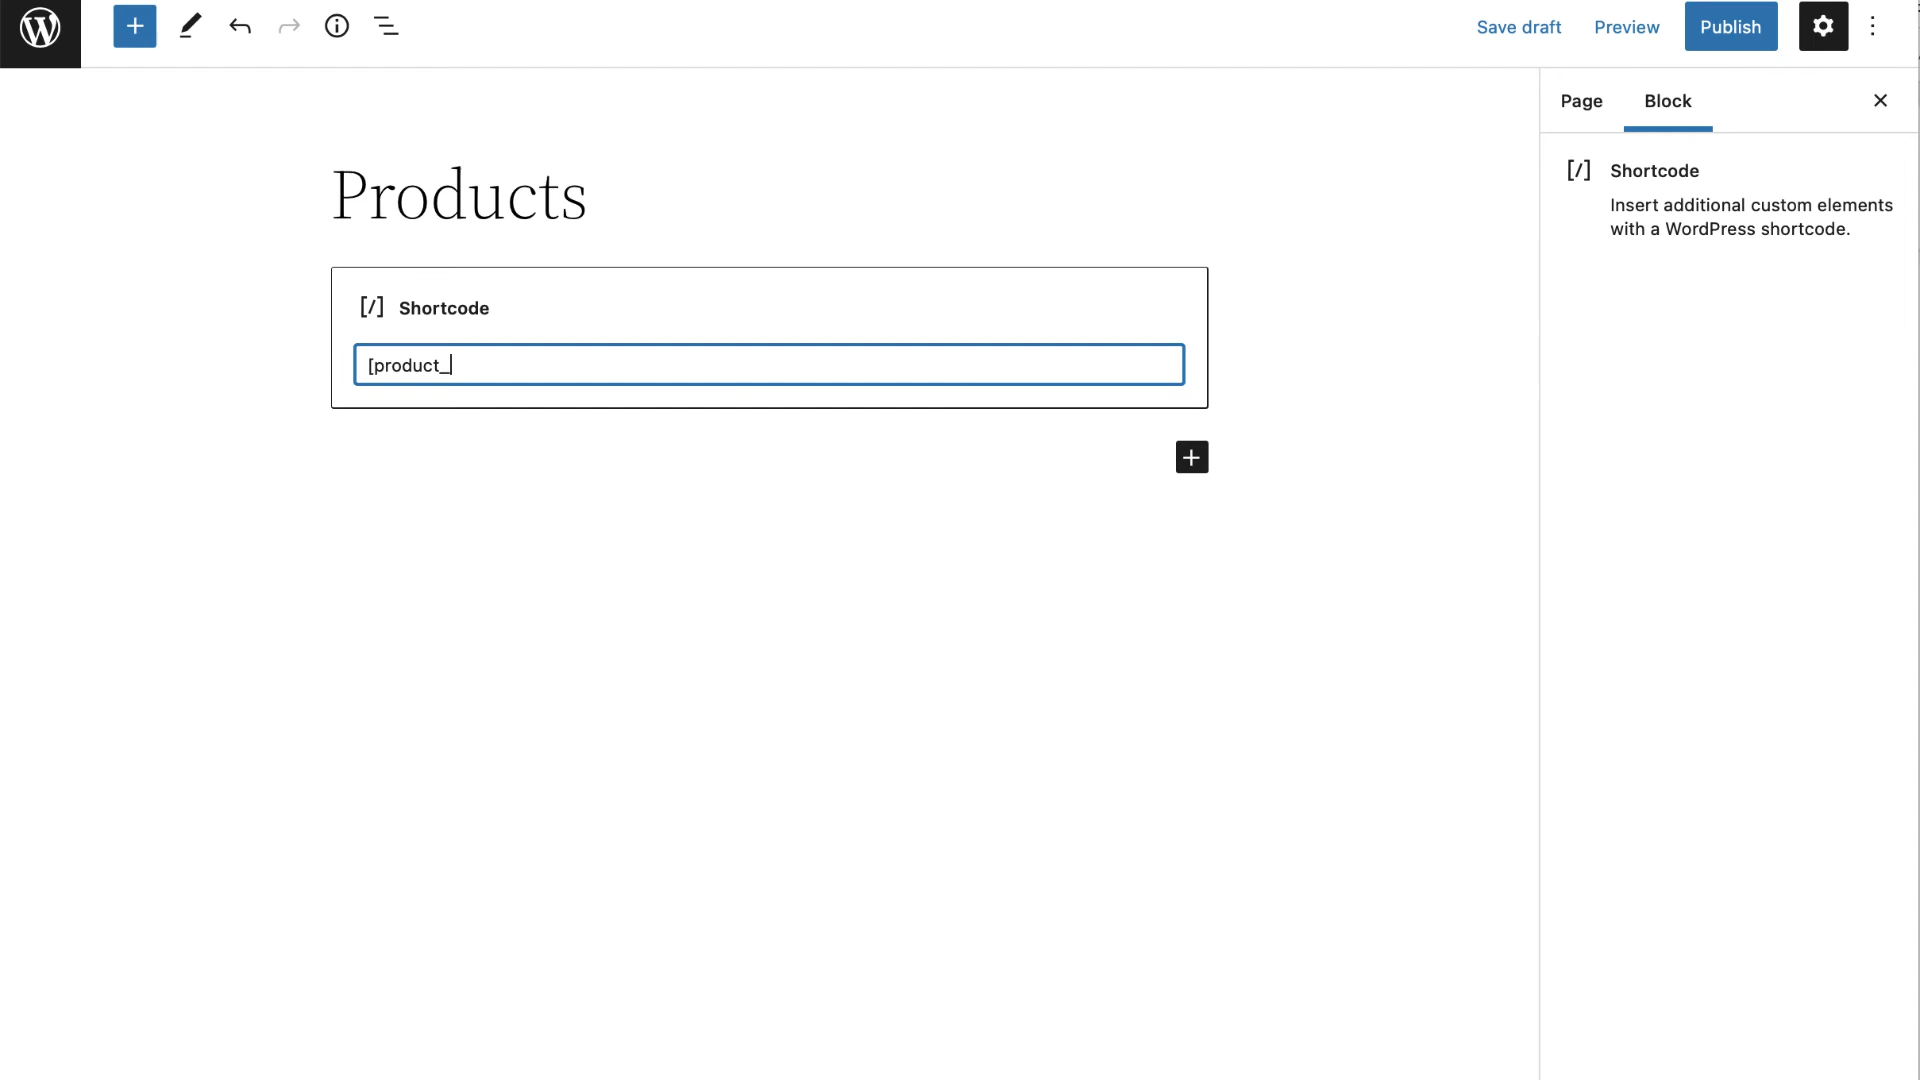 Save draft
Preview
Publish
Page
Block
[/] Shortcode
Insert additional custom elements
with a WordPress shortcode.
Products
[/] Shortcode
[product_